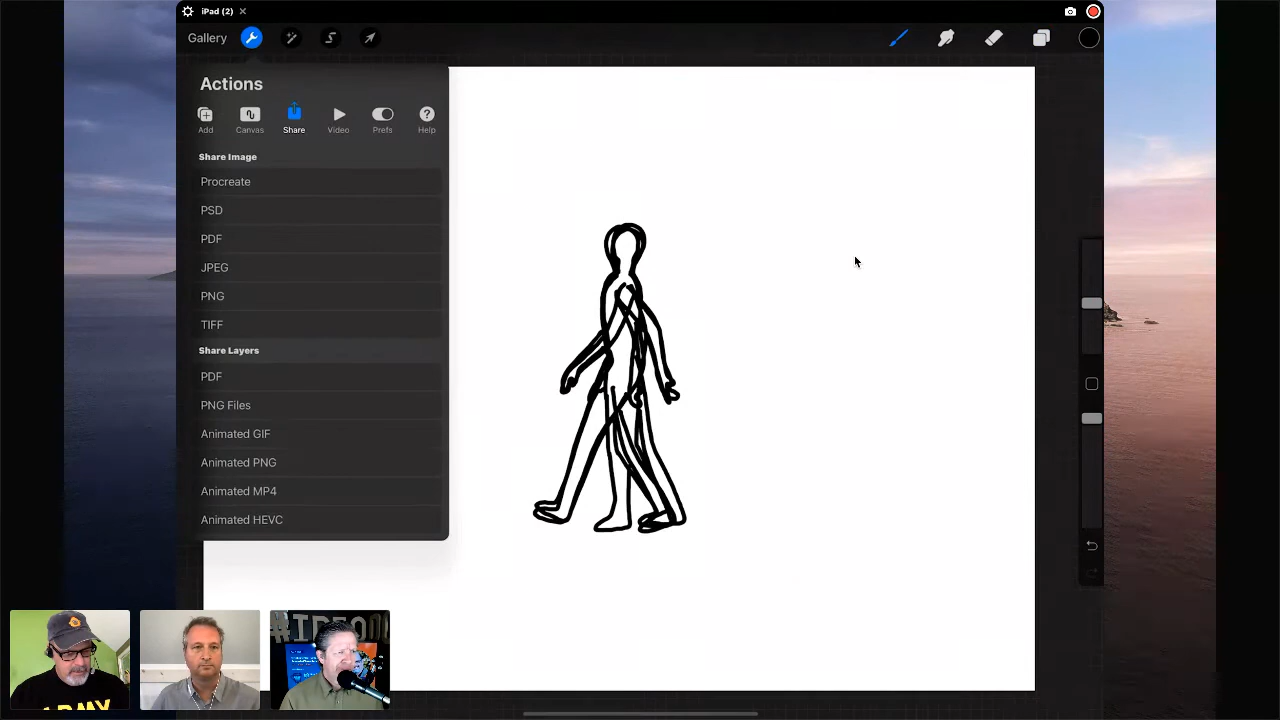 iPad (2)
Gallery
Actions
Add Canvas Share Video Prefs Help
Share Image
Procreate
PSD
PDF
JPEG
PNG
TIFF
Share Layers
PDF
PNG Files
Animated GIF
Animated PNG
Animated MP4
Animated HEVC
ARMY